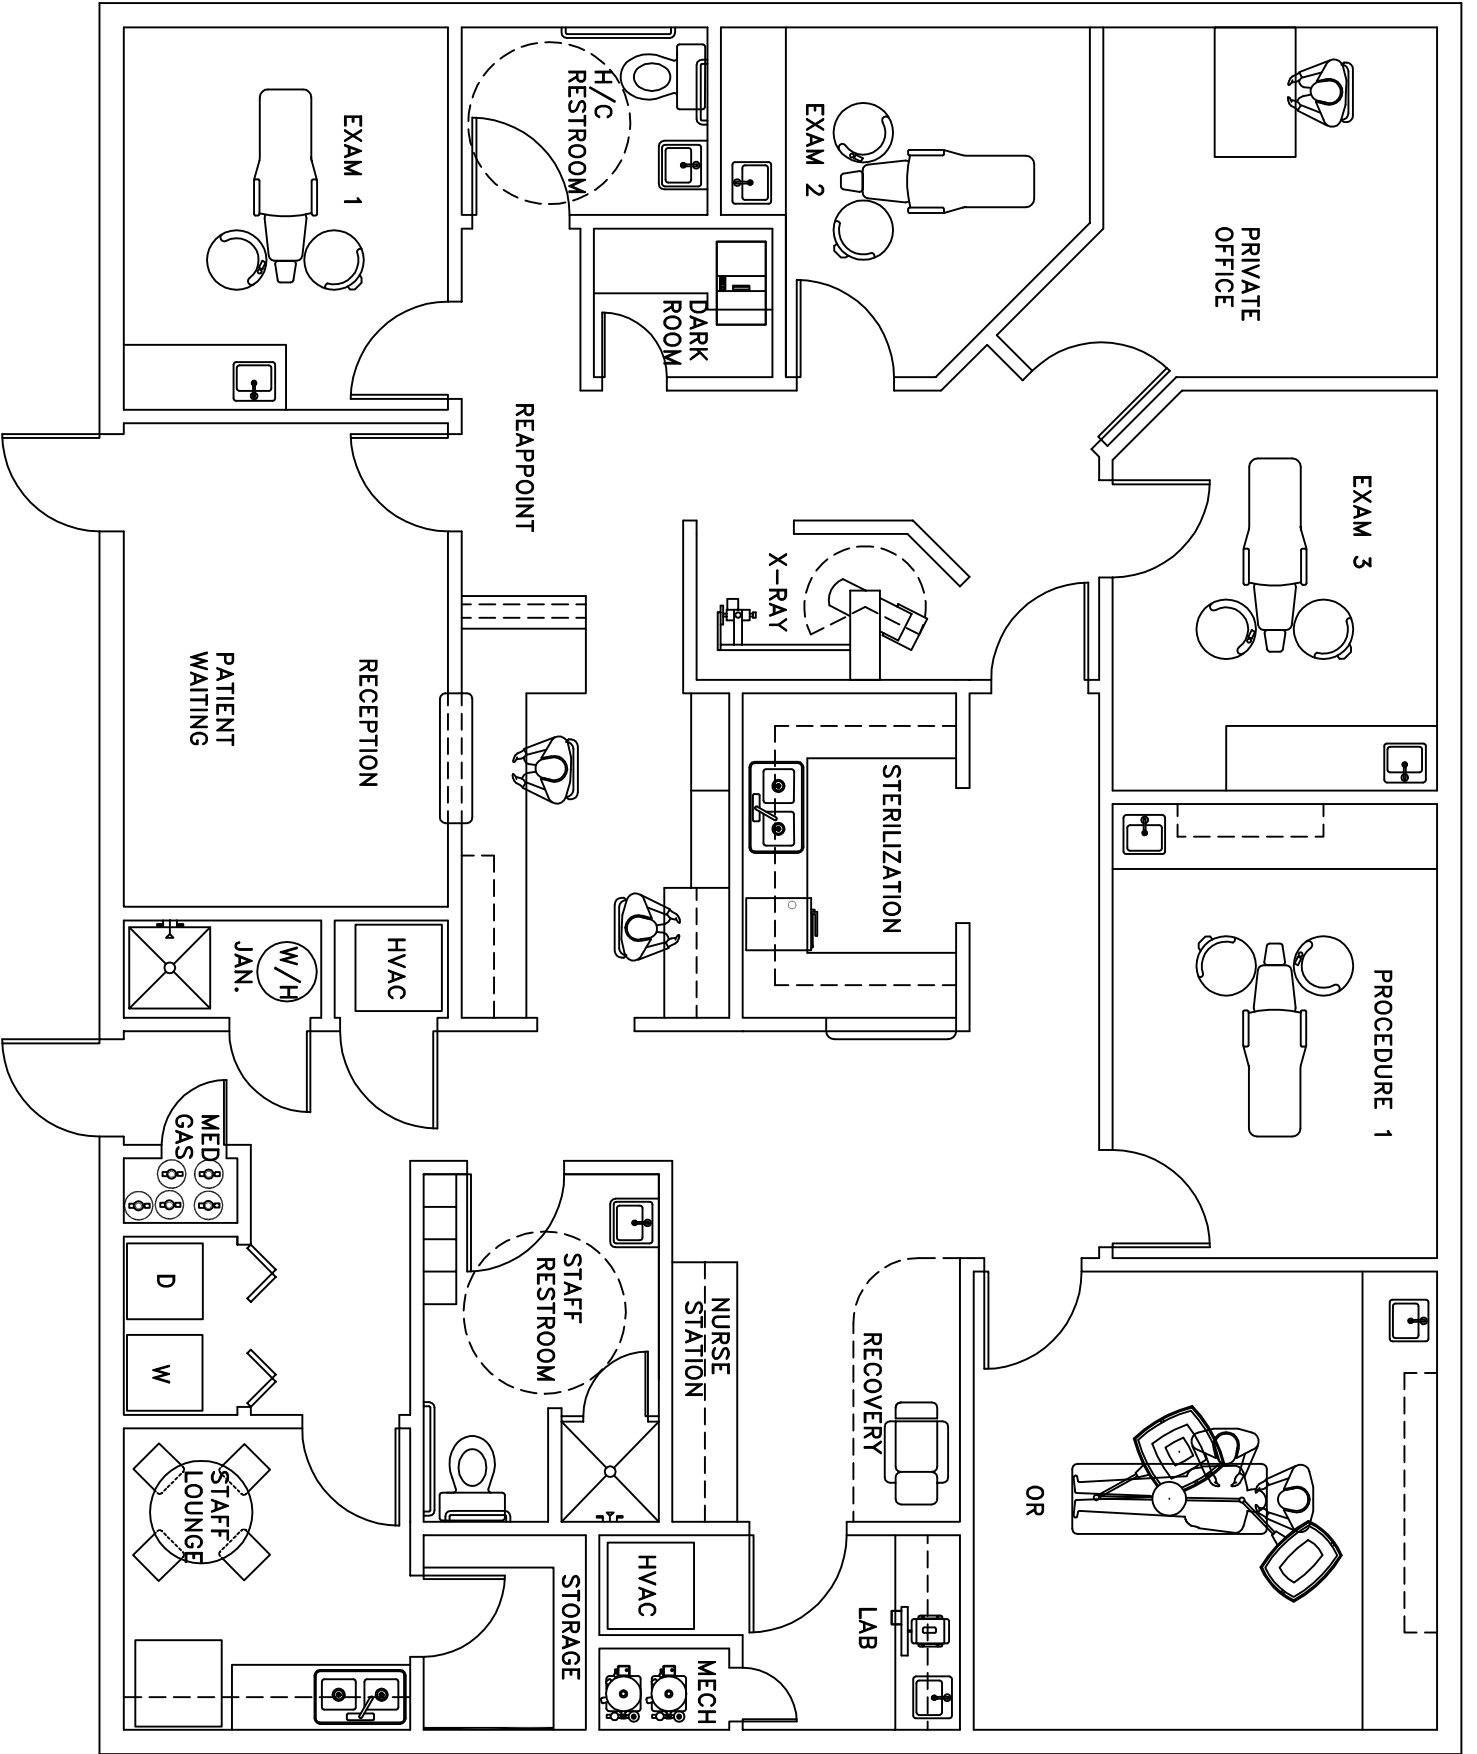 EXAM 1
H/C
RESTROOM
EXAM 2
PRIVATE
OFFICE
DARK
ROOM
REAPPOINT
X-RAY
EXAM 3
PATIENT
WAITING
RECEPTION
STERILIZATION
JAN.
W/H
HVAC
PROCEDURE 1
MED
GAS
D
W
STAFF
RESTROOM
NURSE
STATION
RECOVERY
OR
STAFF
LOUNGE
STORAGE
HVAC
MECH
LAB